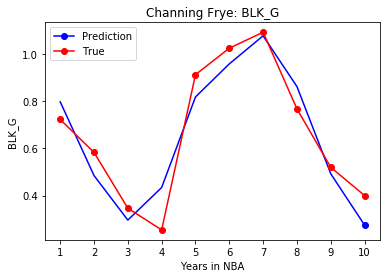 Channing Frye: BLK_G
Prediction
True
BLK_G
1.0
0.8
0.6
0.4
1 2 3 4 5 6 7 8 9 10
Years in NBA